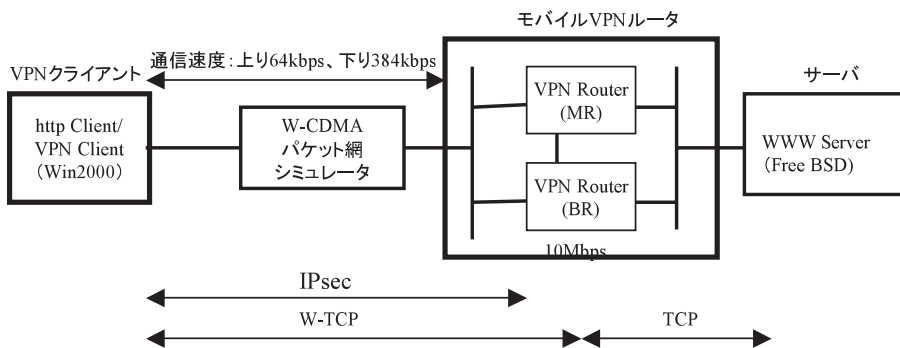 モバイルVPNルータ
通信速度：上り64kbps、下り384kbps
VPNクライアント
サーバ
http Client/
VPN Client
（Win2000）
W-CDMA
パケット網
シミュレータ
VPN Router
(MR)
VPN Router
(BR)
10Mbps
WWW Server
(Free BSD)
IPsec
W-TCP
TCP